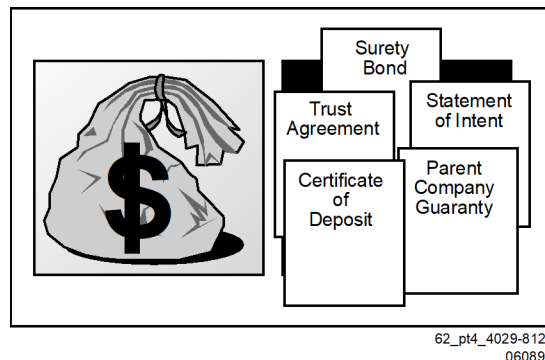 Surety
Bond
Trust
Agreement
Statement
of Intent
Certificate
of
Deposit
Parent
Company
Guaranty
$
62_pt4_4029-812
06089